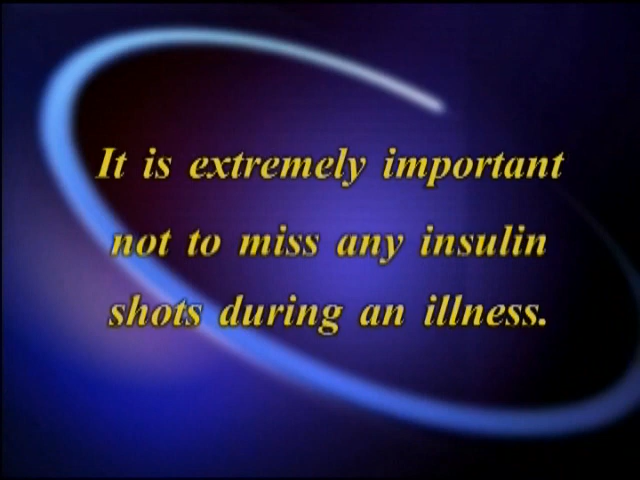 It is extremely important
not to miss any insulin
shots during an illness.